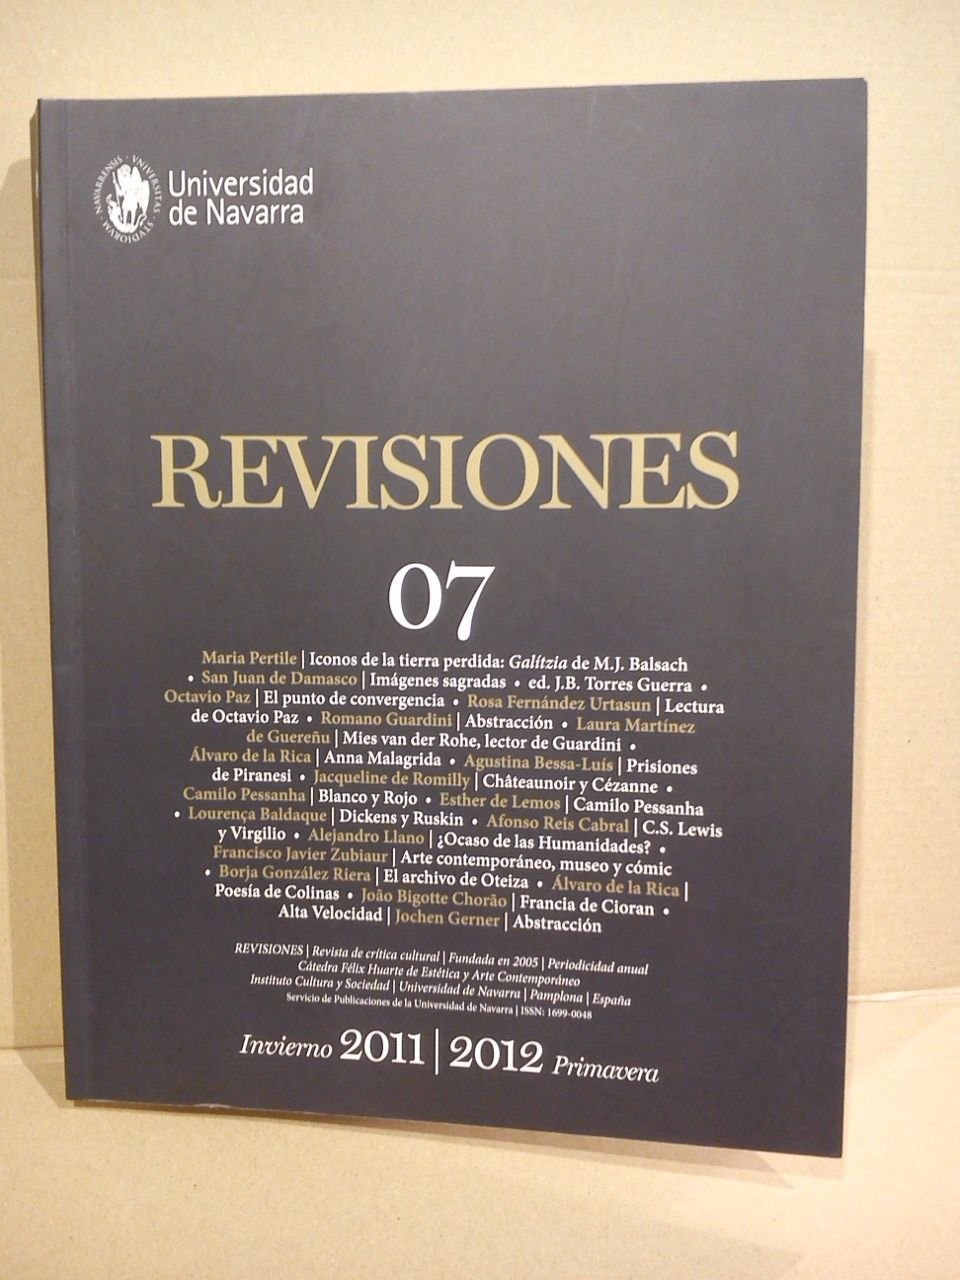 NAVARRENSIS · VNIVERSITAS · STVDIORVM ·
Universidad
de Navarra
REVISIONES
07
Maria Pertile | Iconos de la tierra perdida: Galítzia de M.J. Balsach
• San Juan de Damasco | Imágenes sagradas • ed. J.B. Torres Guerra •
Octavio Paz | El punto de convergencia • Rosa Fernández Urtasun | Lectura
de Octavio Paz • Romano Guardini | Abstracción • Laura Martínez
de Guereñu | Mies van der Rohe, lector de Guardini •
Álvaro de la Rica | Anna Malagrida • Agustina Bessa-Luís | Prisiones
de Piranesi • Jacqueline de Romilly | Châteaunoir y Cézanne •
Camilo Pessanha | Blanco y Rojo • Esther de Lemos | Camilo Pessanha
• Lourença Baldaque | Dickens y Ruskin • Afonso Reis Cabral | C.S. Lewis
y Virgilio • Alejandro Llano | ¿Ocaso de las Humanidades? •
Francisco Javier Zubiaur | Arte contemporáneo, museo y cómic
• Borja González Riera | El archivo de Oteiza • Álvaro de la Rica |
Poesía de Colinas • João Bigotte Chorão | Francia de Cioran •
Alta Velocidad | Jochen Gerner | Abstracción
REVISIONES | Revista de crítica cultural | Fundada en 2005 | Periodicidad anual
Cátedra Félix Huarte de Estética y Arte Contemporáneo
Instituto Cultura y Sociedad | Universidad de Navarra | Pamplona | España
Servicio de Publicaciones de la Universidad de Navarra | ISSN: 1699-0048
Invierno 2011 | 2012 Primavera